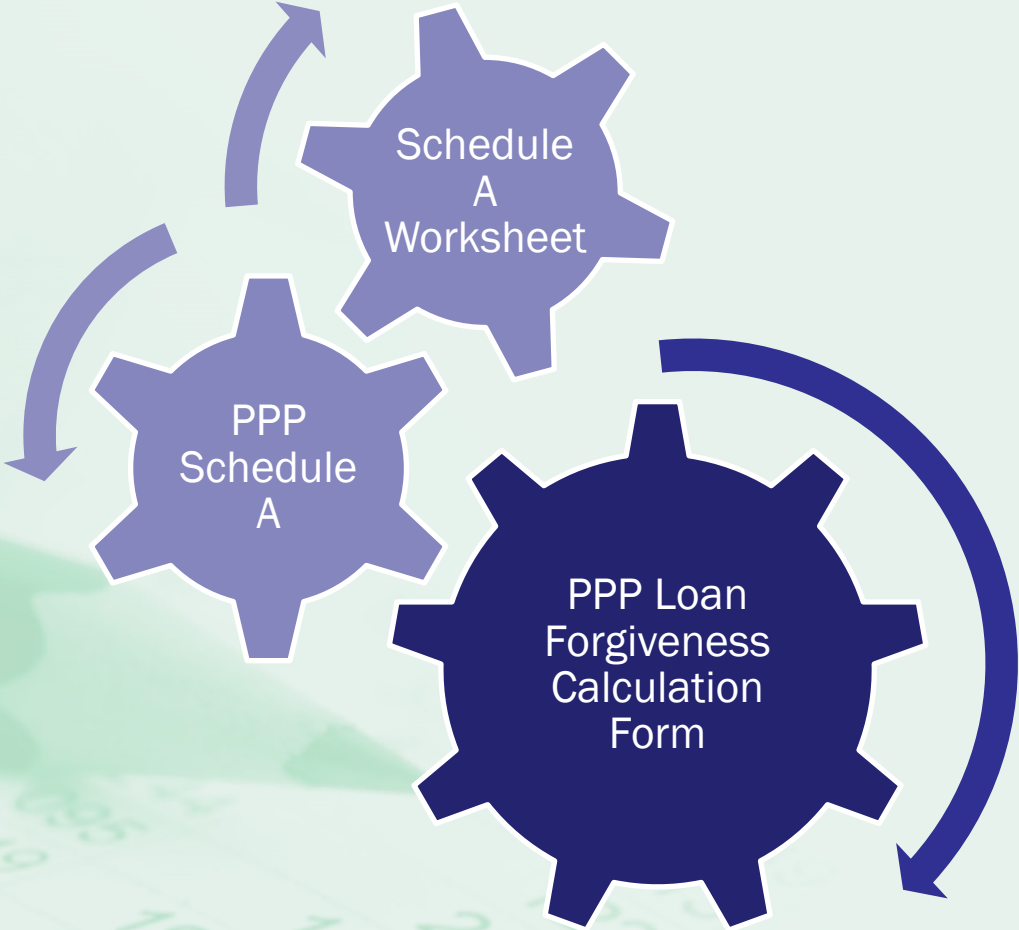 Schedule
A
Worksheet
PPP
Schedule
A
PPP Loan
Forgiveness
Calculation
Form